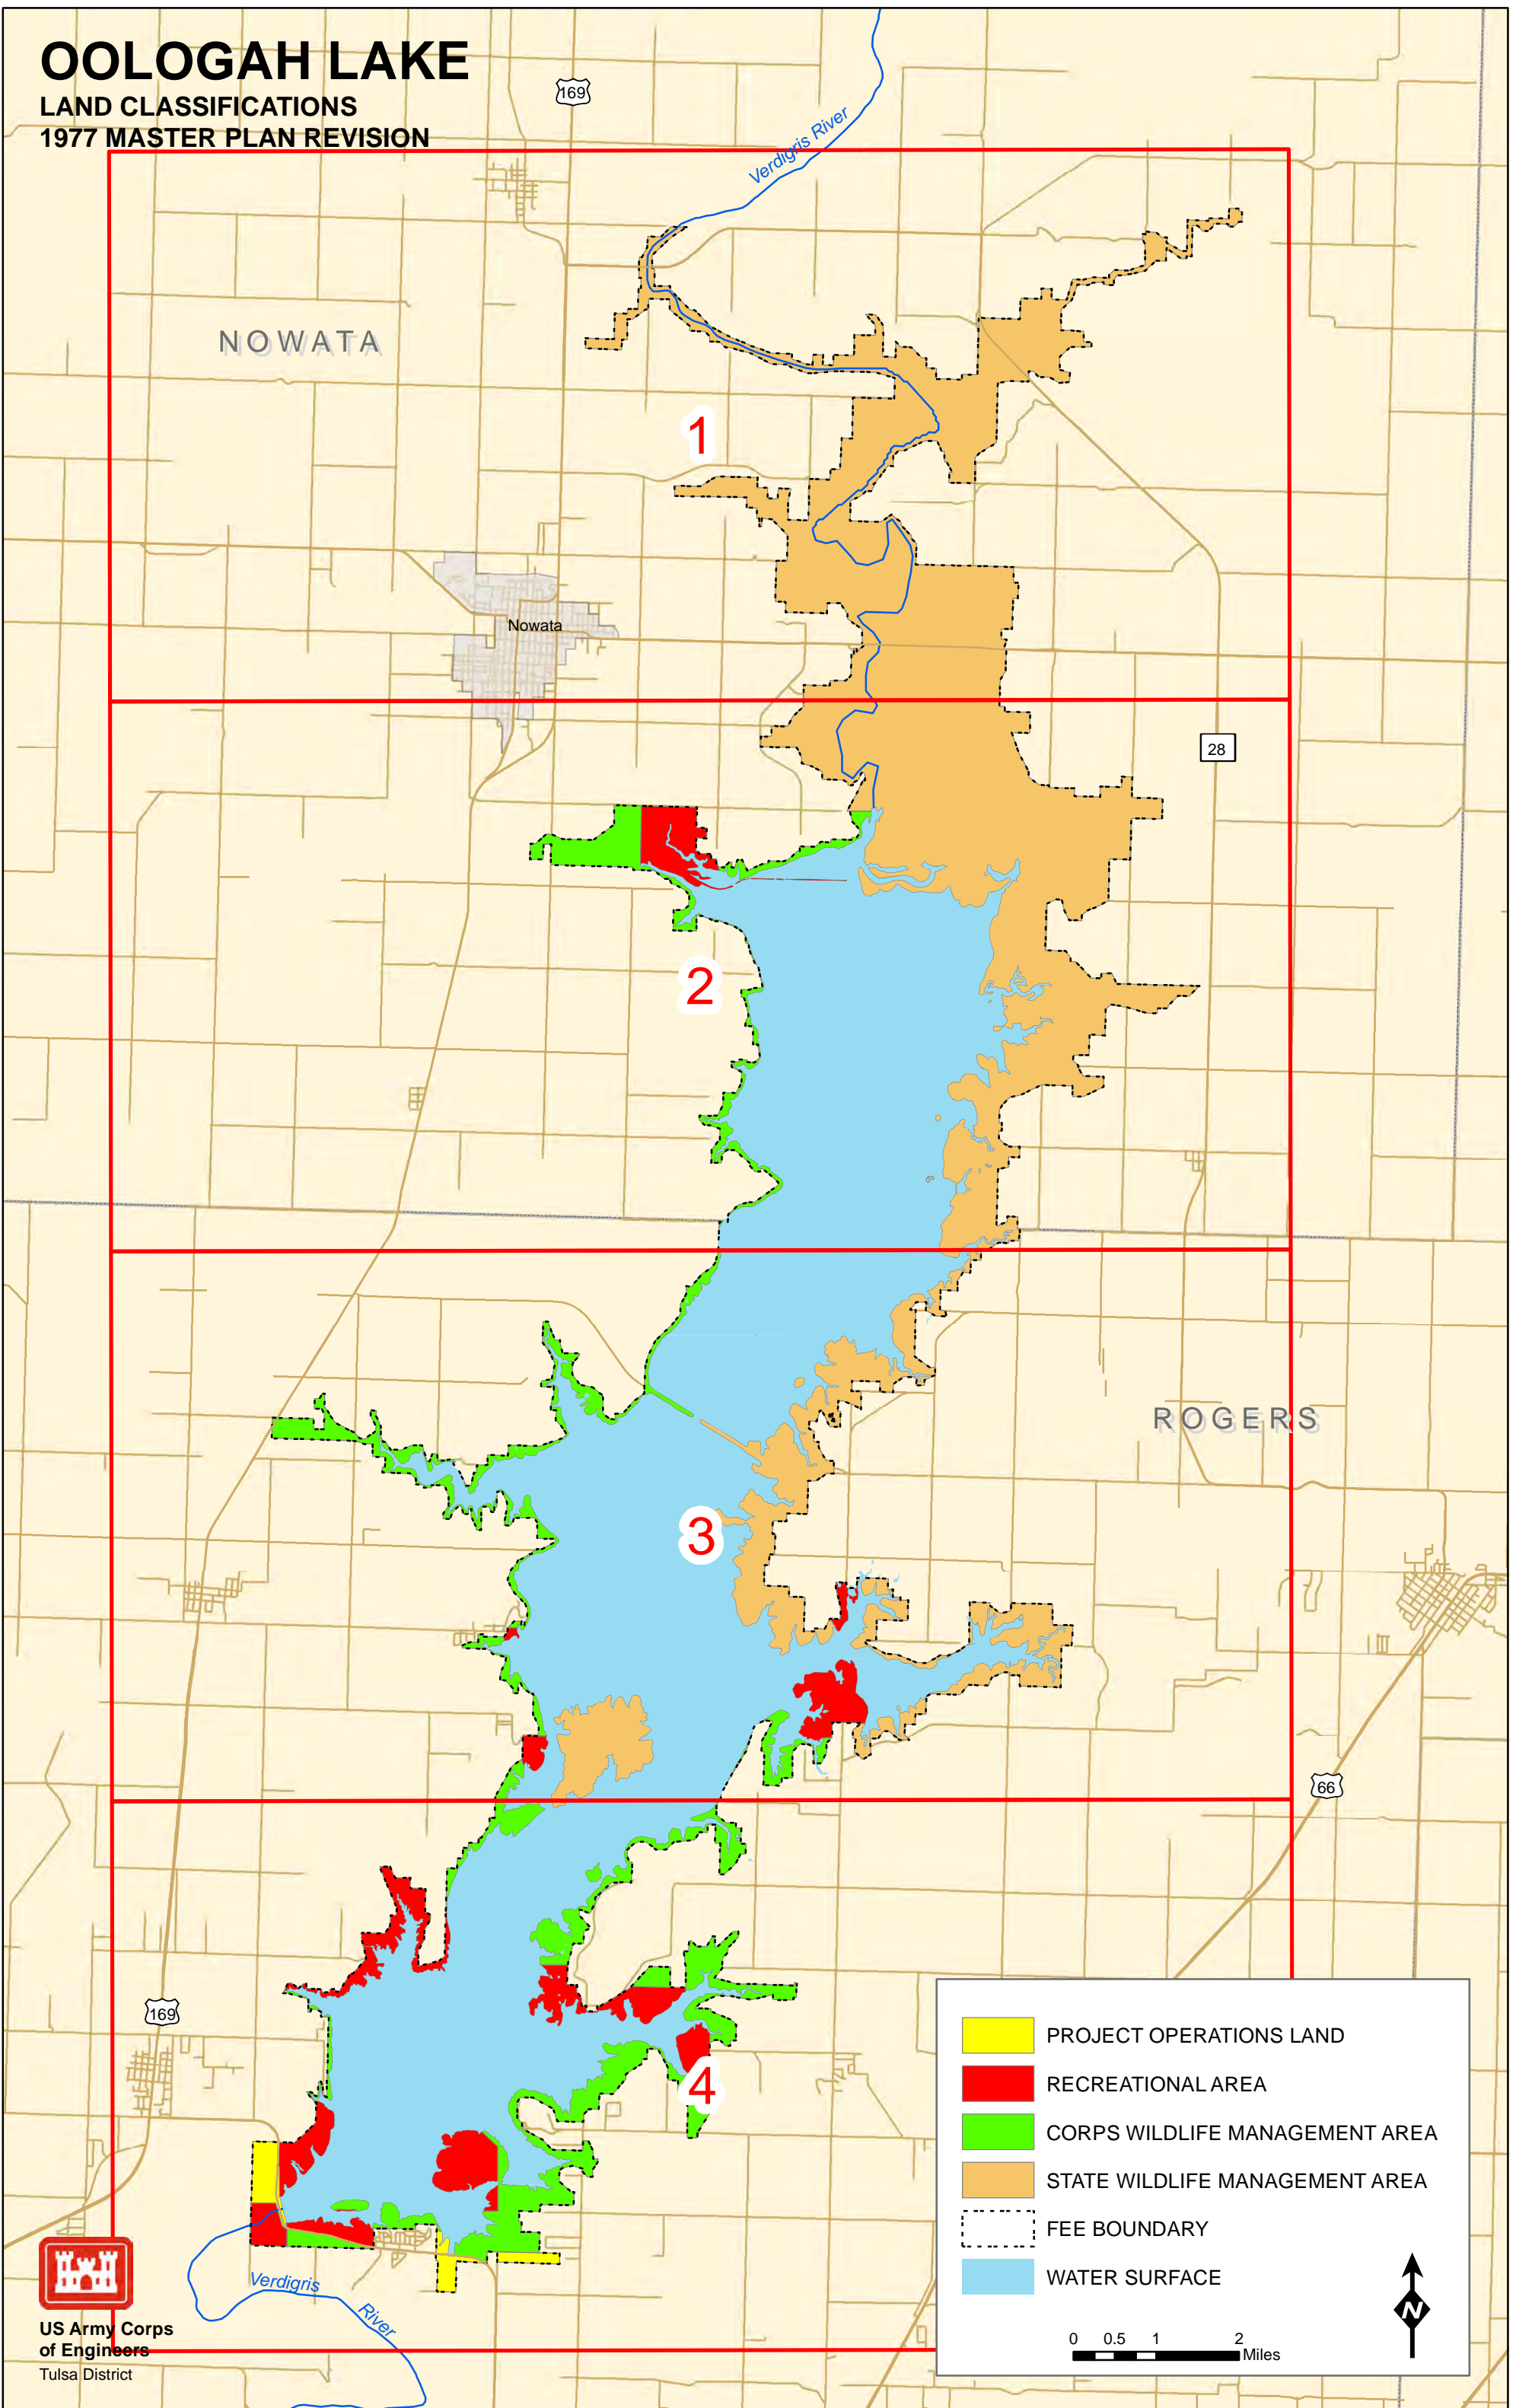 OOLOGAH LAKE
LAND CLASSIFICATIONS
1977 MASTER PLAN REVISION
169
Verdigris River
NOWATA
1
Nowata
28
2
ROGERS
3
66
169
4
PROJECT OPERATIONS LAND
RECREATIONAL AREA
CORPS WILDLIFE MANAGEMENT AREA
STATE WILDLIFE MANAGEMENT AREA
FEE BOUNDARY
WATER SURFACE
N
0 0.5 1 2
Miles
Verdigris
River
US Army Corps
of Engineers
Tulsa District